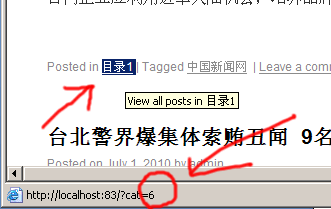 Posted in 目录1 | Tagged 中国新闻网 | Leave a comm
View all posts in 目录1
台北警界爆集体索贿丑闻 9名
Posted on July 1, 2010 by admin
http://localhost:83/?cat=6